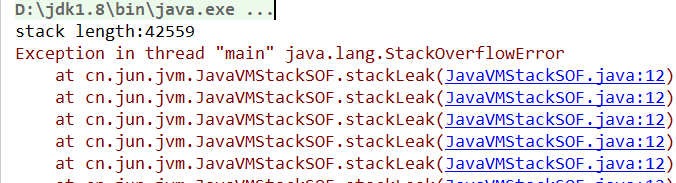 D:\jdk1.8\bin\java.exe ...
stack length:42559
Exception in thread "main" java.lang.StackOverflowError
at cn.jun.jvm.JavaVMStackSOF.stackLeak(JavaVMStackSOF.java:12)
at cn.jun.jvm.JavaVMStackSOF.stackLeak(JavaVMStackSOF.java:12)
at cn.jun.jvm.JavaVMStackSOF.stackLeak(JavaVMStackSOF.java:12)
at cn.jun.jvm.JavaVMStackSOF.stackLeak(JavaVMStackSOF.java:12)
at cn.jun.jvm.JavaVMStackSOF.stackLeak(JavaVMStackSOF.java:12)
at cn.jun.jvm.JavaVMStackSOF.stackLeak(JavaVMStackSOF.java:12)